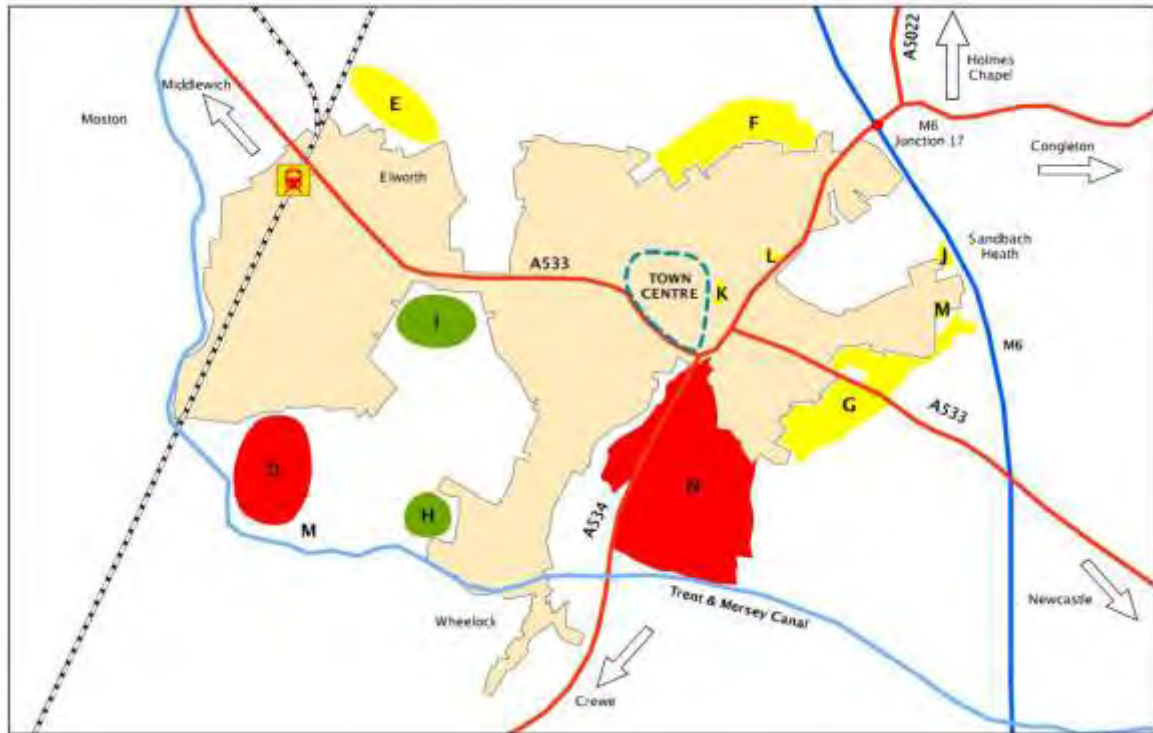 A5022
Holmes
Chapel
Middlewich
E
Moston
F
M6
Junction 17
Congleton
Elworth
Sandbach
Heath
J
A533
L
TOWN
CENTRE
K
I
M
M6
G
A533
N
H
A534
M
Trent & Mersey Canal
Newcastle
Wheelock
Crewe